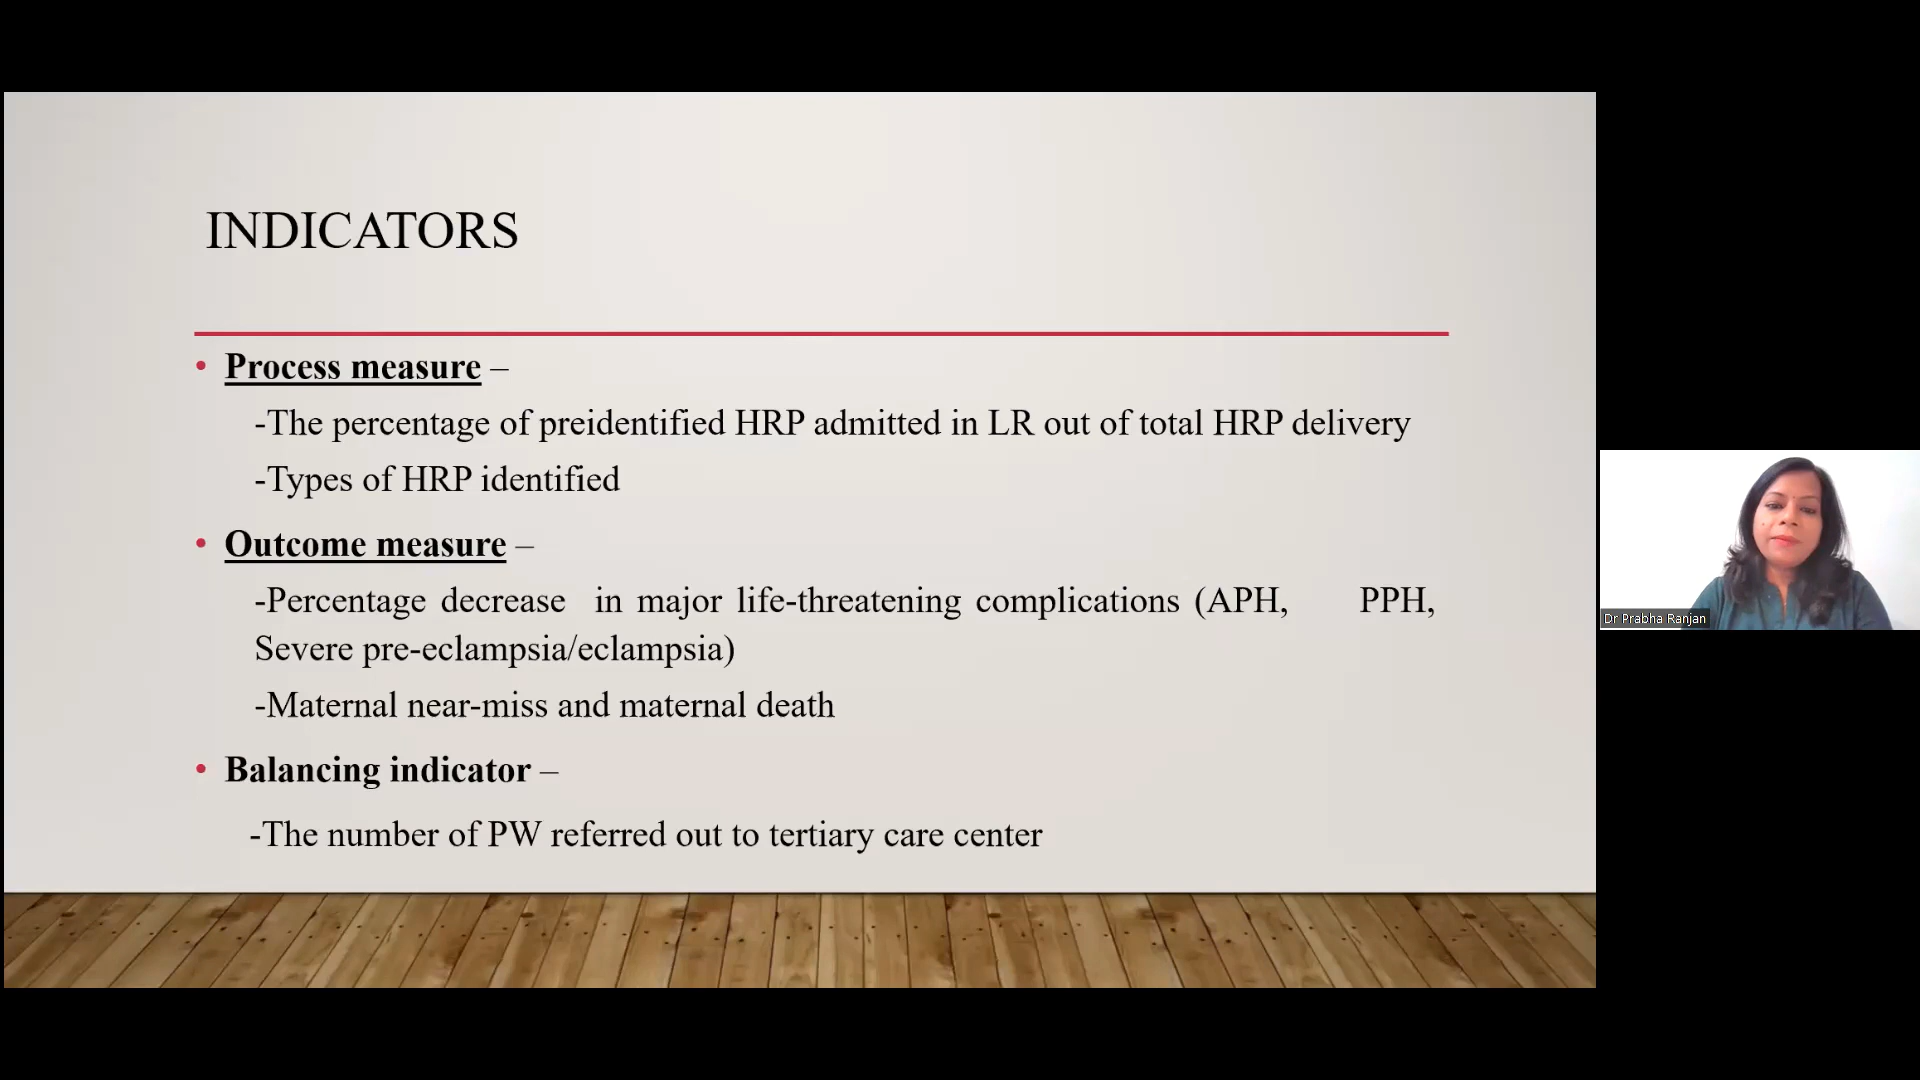 INDICATORS
• Process measure –
-The percentage of preidentified HRP admitted in LR out of total HRP delivery
-Types of HRP identified
• Outcome measure –
-Percentage decrease in major life-threatening complications (APH, PPH,
Severe pre-eclampsia/eclampsia)
-Maternal near-miss and maternal death
• Balancing indicator –
-The number of PW referred out to tertiary care center
Dr Prabha Ranjan